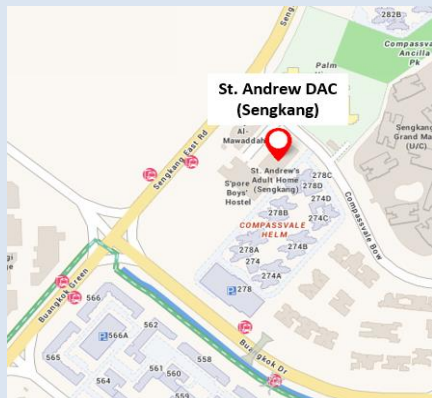 282B
Compassvale
Ancilla
Pk
Palm
St. Andrew DAC
(Sengkang)
Al-
Mawaddah
Sengkang
Grand Ma
(U/C)
Sengkang East Rd
St. Andrew's
Adult Home
(Sengkang)
S'pore
Boys'
Hostel
278C
278D
274D
278B
274C
COMPASSVALE
HELM
Compassvale Bow
278A
274B
274
274A
P 278
Buangkok Green
566
P 566A
562
565
564
561
560
559
558
Buangkok Dr